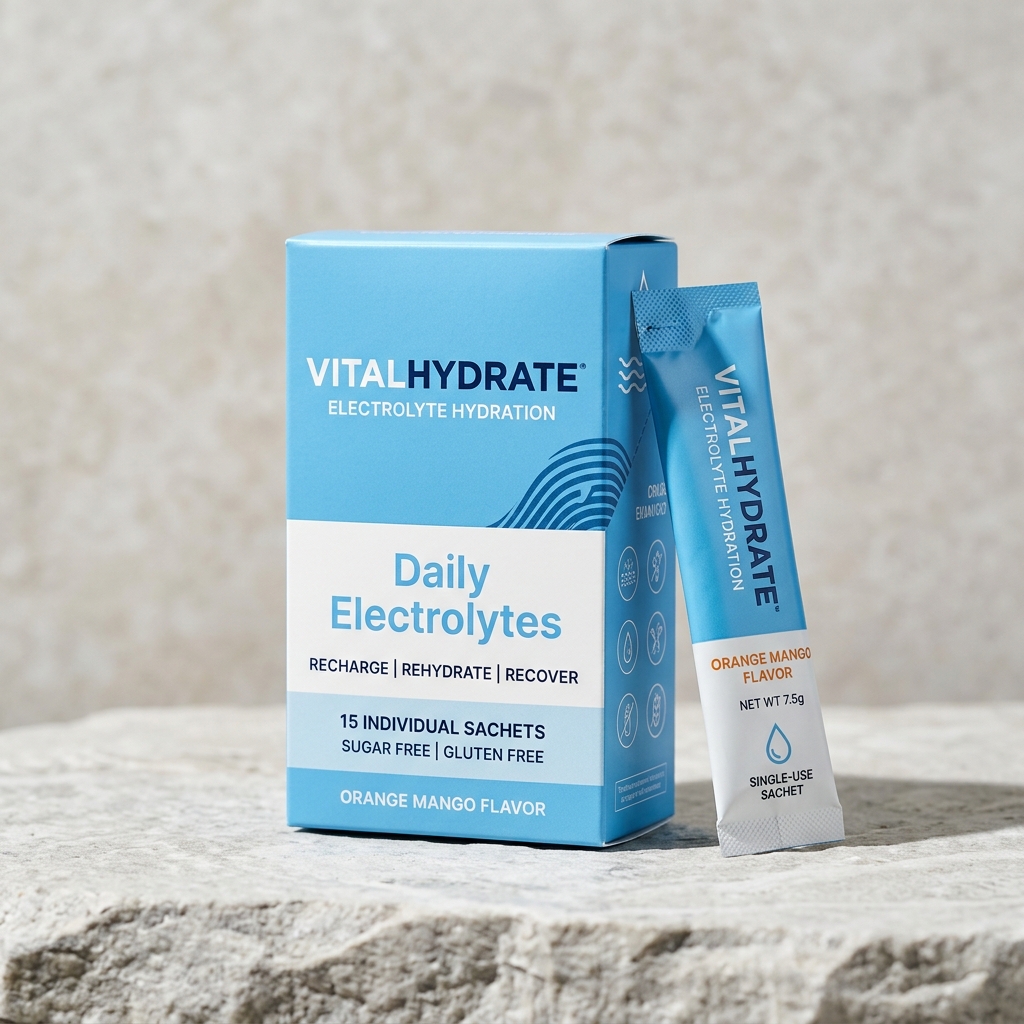 VITALHYDRATE®
ELECTROLYTE HYDRATION
Daily
Electrolytes
RECHARGE | REHYDRATE | RECOVER
15 INDIVIDUAL SACHETS
SUGAR FREE | GLUTEN FREE
ORANGE MANGO FLAVOR
VITALHYDRATE
ELECTROLYTE HYDRATION
ORANGE MANGO
FLAVOR
NET WT 7.5g
SINGLE-USE
SACHET